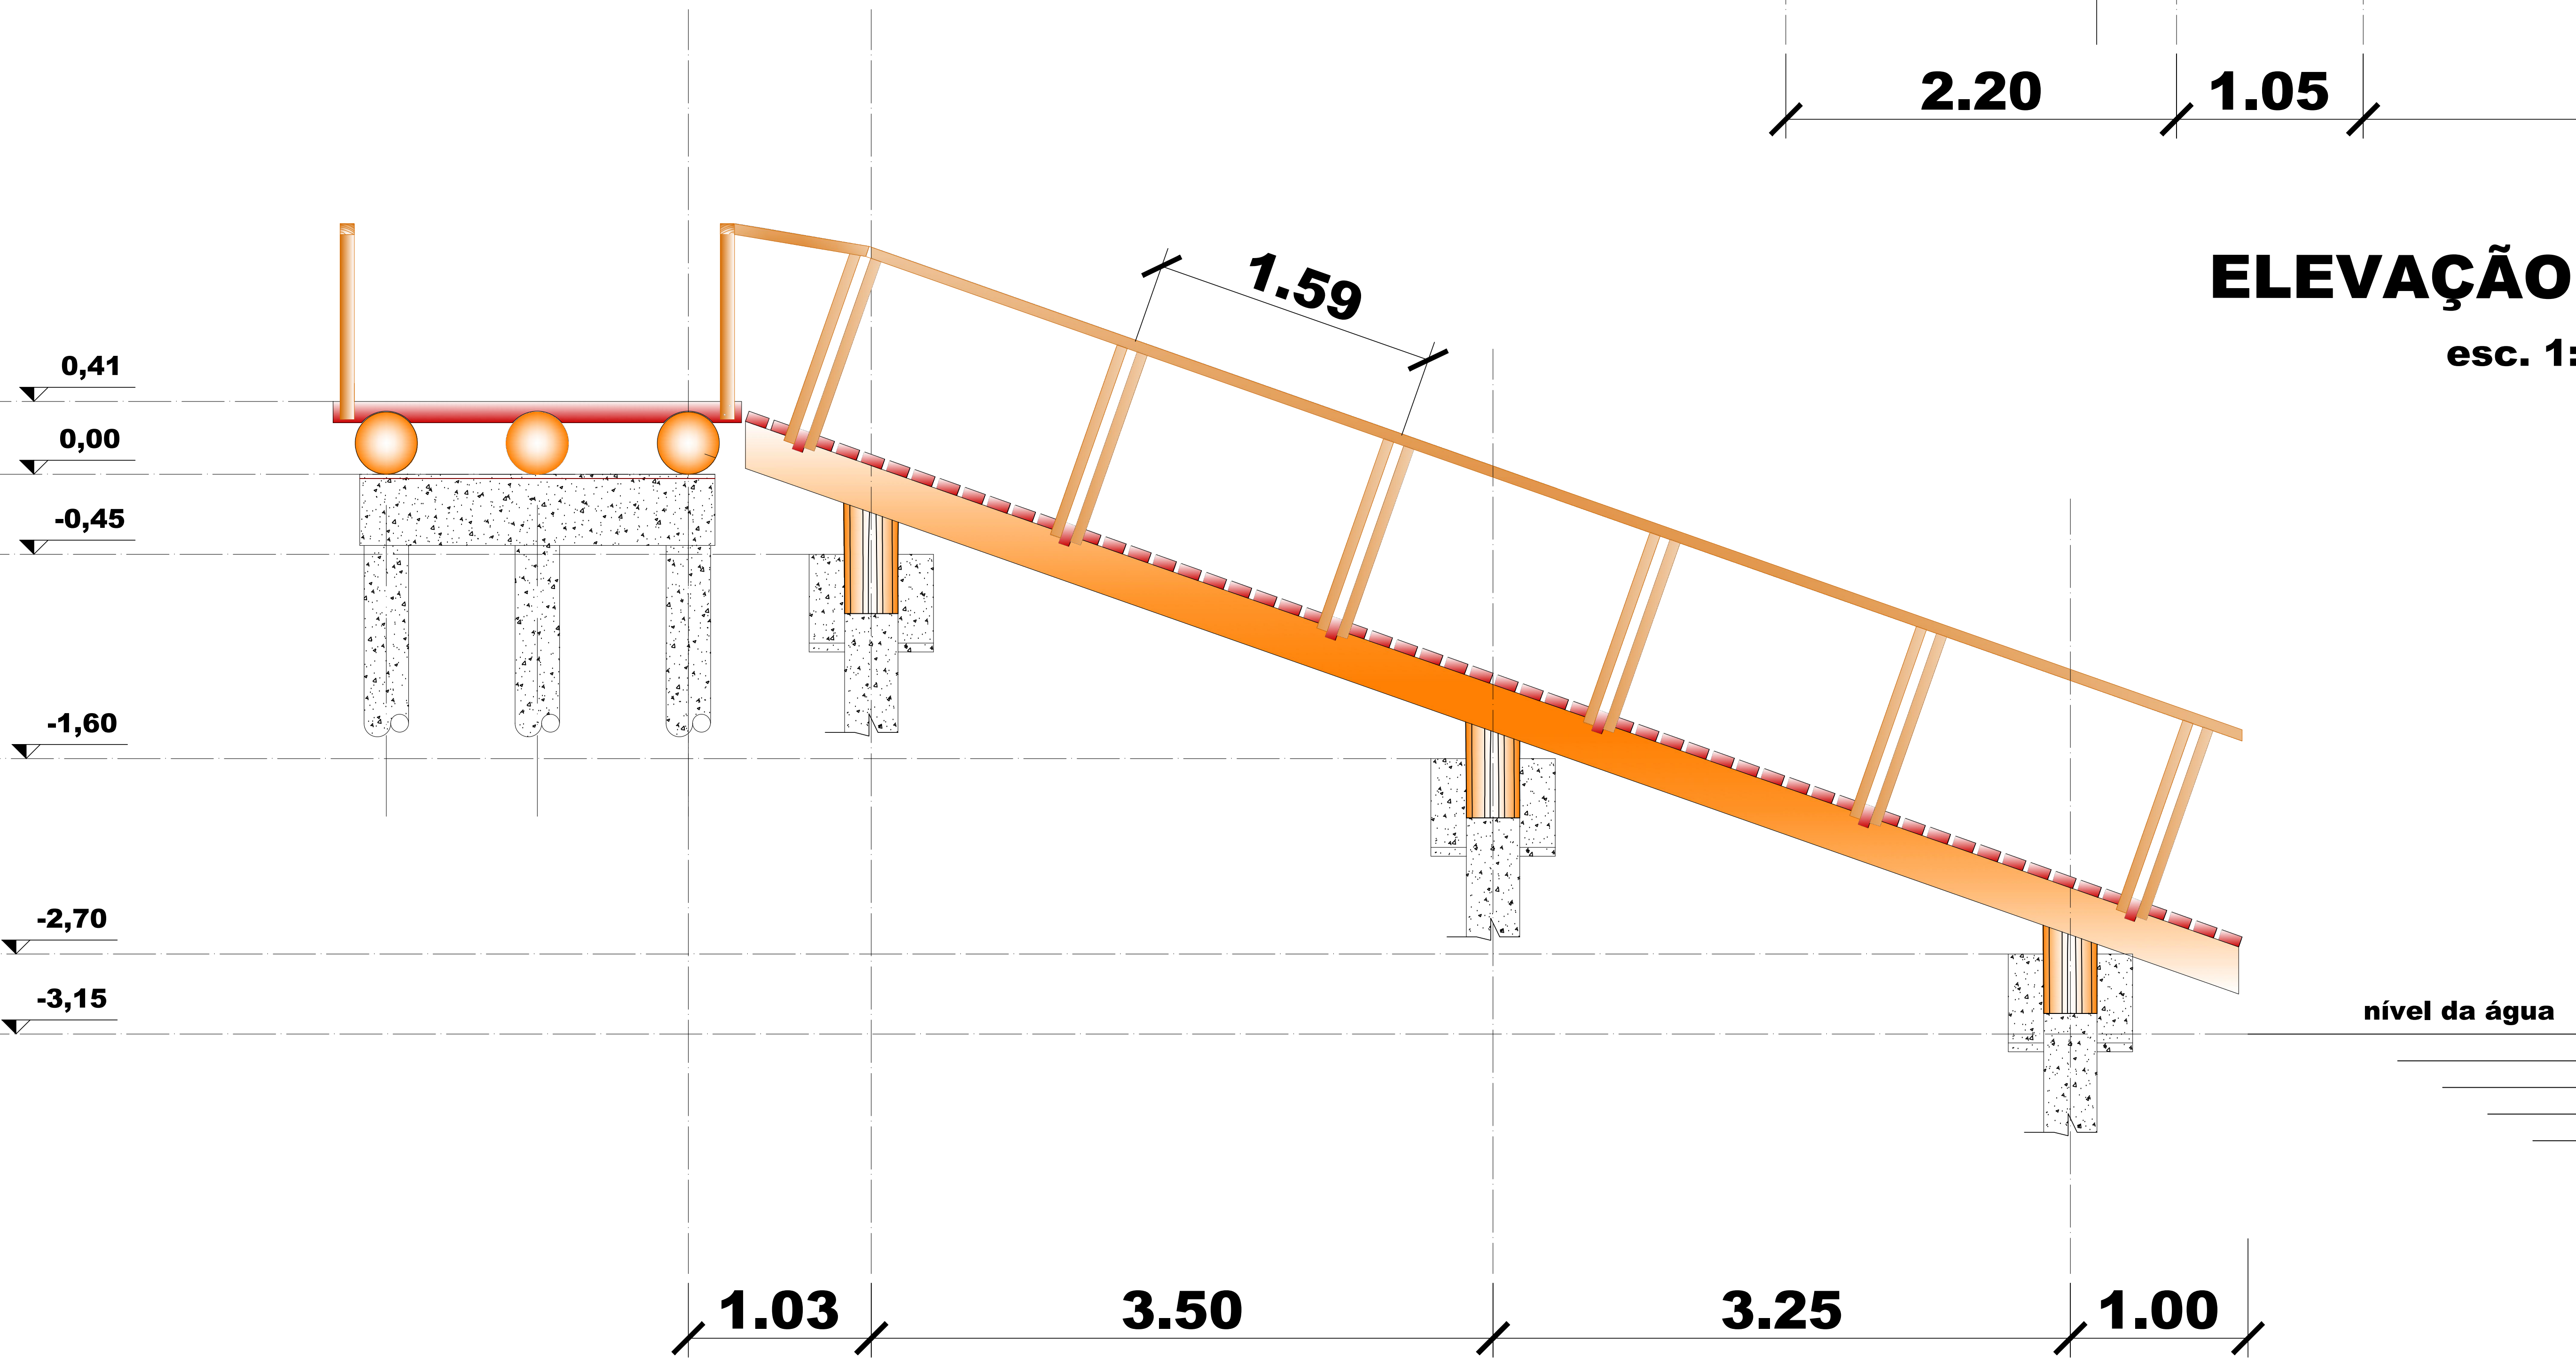 2.20 1.05
ELEVAÇÃO
esc. 1:
1.59
0,41
0,00
-0,45
-1,60
-2,70
-3,15
nível da água
1.03 3.50 3.25 1.00